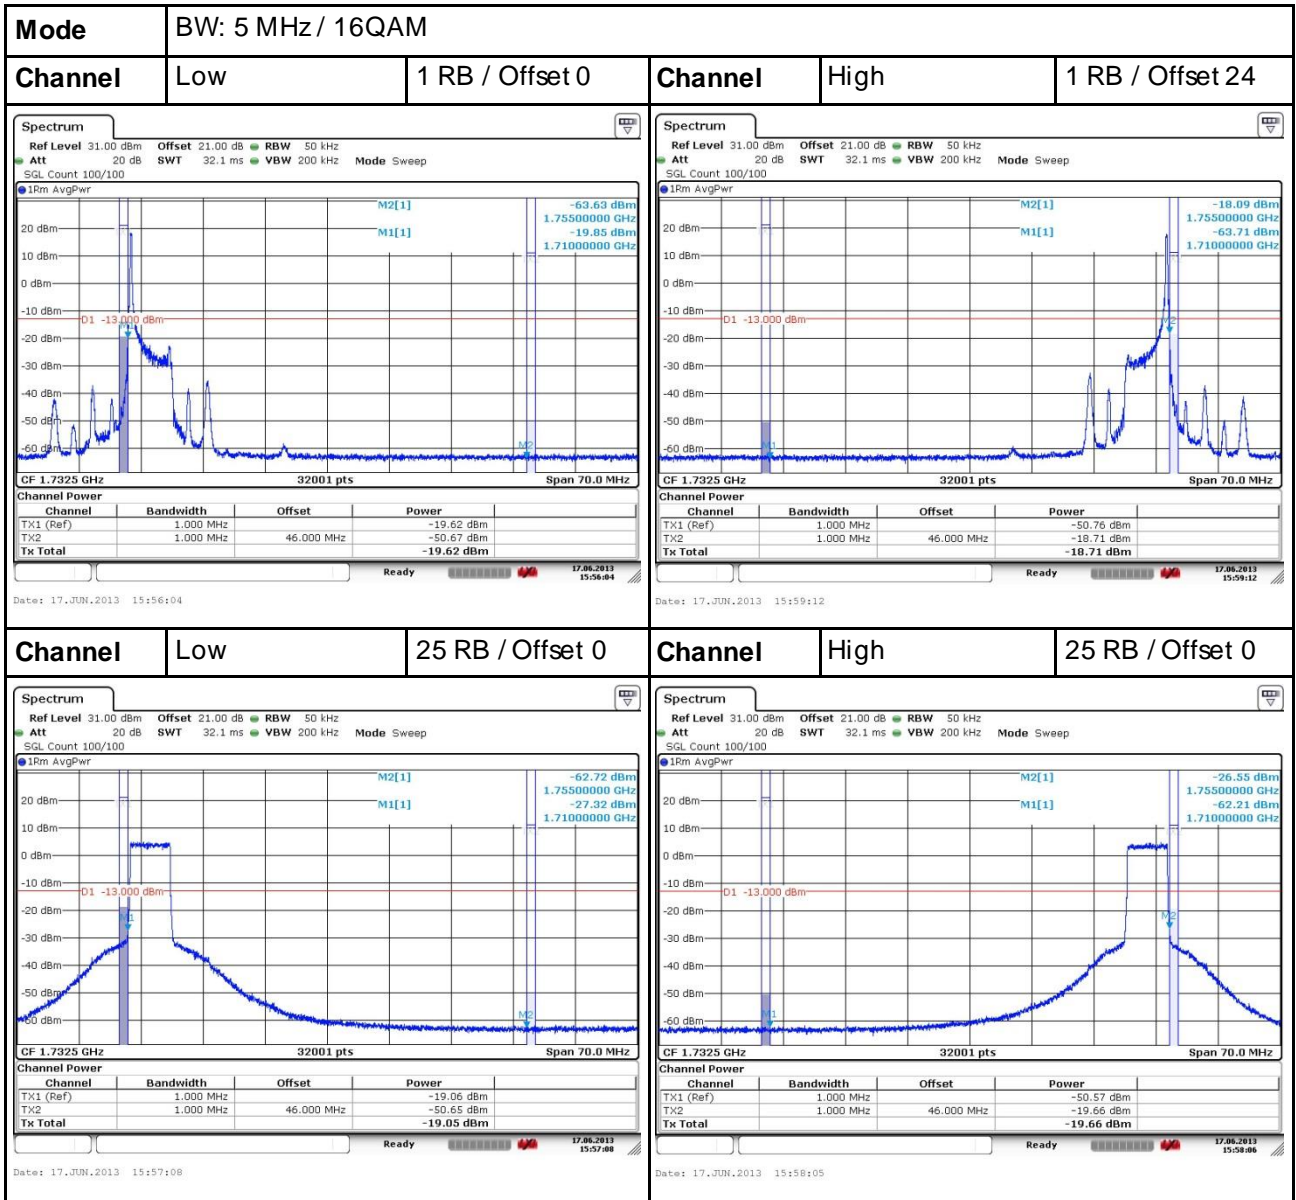 Mode BW: 5 MHz / 16QAM
Channel Low 1 RB / Offset 0 Channel High 1 RB / Offset 24
Spectrum
Ref Level 31.00 dBm Offset 21.00 dB RBW 50 kHz
Att 20 dB SWT 32.1 ms VBW 200 kHz Mode Sweep
SGL Count 100/100
1Rm AvgPwr
M2[1] -63.63 dBm
1.75500000 GHz
M1[1] -19.85 dBm
1.71000000 GHz
20 dBm
10 dBm
0 dBm
-10 dBm
D1 -13.000 dBm
M1
-20 dBm
-30 dBm
-40 dBm
-50 dBm
-60 dBm
M2
CF 1.7325 GHz 32001 pts Span 70.0 MHz
Channel Power
Channel Bandwidth Offset Power
TX1 (Ref) 1.000 MHz -19.62 dBm
TX2 1.000 MHz 46.000 MHz -50.67 dBm
Tx Total -19.62 dBm
Ready 17.06.2013
15:56:04
Date: 17.JUN.2013 15:56:04
Spectrum
Ref Level 31.00 dBm Offset 21.00 dB RBW 50 kHz
Att 20 dB SWT 32.1 ms VBW 200 kHz Mode Sweep
SGL Count 100/100
1Rm AvgPwr
M2[1] -18.09 dBm
1.75500000 GHz
M1[1] -63.71 dBm
1.71000000 GHz
20 dBm
10 dBm
0 dBm
-10 dBm
D1 -13.000 dBm
M2
-20 dBm
-30 dBm
-40 dBm
-50 dBm
-60 dBm
M1
CF 1.7325 GHz 32001 pts Span 70.0 MHz
Channel Power
Channel Bandwidth Offset Power
TX1 (Ref) 1.000 MHz -50.76 dBm
TX2 1.000 MHz 46.000 MHz -18.71 dBm
Tx Total -18.71 dBm
Ready 17.06.2013
15:59:12
Date: 17.JUN.2013 15:59:12
Channel Low 25 RB / Offset 0 Channel High 25 RB / Offset 0
Spectrum
Ref Level 31.00 dBm Offset 21.00 dB RBW 50 kHz
Att 20 dB SWT 32.1 ms VBW 200 kHz Mode Sweep
SGL Count 100/100
1Rm AvgPwr
M2[1] -62.72 dBm
1.75500000 GHz
M1[1] -27.32 dBm
1.71000000 GHz
20 dBm
10 dBm
0 dBm
-10 dBm
D1 -13.000 dBm
-20 dBm
M1
-30 dBm
-40 dBm
-50 dBm
-60 dBm
M2
CF 1.7325 GHz 32001 pts Span 70.0 MHz
Channel Power
Channel Bandwidth Offset Power
TX1 (Ref) 1.000 MHz -19.06 dBm
TX2 1.000 MHz 46.000 MHz -50.65 dBm
Tx Total -19.05 dBm
Ready 17.06.2013
15:57:08
Date: 17.JUN.2013 15:57:08
Spectrum
Ref Level 31.00 dBm Offset 21.00 dB RBW 50 kHz
Att 20 dB SWT 32.1 ms VBW 200 kHz Mode Sweep
SGL Count 100/100
1Rm AvgPwr
M2[1] -26.55 dBm
1.75500000 GHz
M1[1] -62.21 dBm
1.71000000 GHz
20 dBm
10 dBm
0 dBm
-10 dBm
D1 -13.000 dBm
-20 dBm
M2
-30 dBm
-40 dBm
-50 dBm
-60 dBm
M1
CF 1.7325 GHz 32001 pts Span 70.0 MHz
Channel Power
Channel Bandwidth Offset Power
TX1 (Ref) 1.000 MHz -50.57 dBm
TX2 1.000 MHz 46.000 MHz -19.66 dBm
Tx Total -19.66 dBm
Ready 17.06.2013
15:58:06
Date: 17.JUN.2013 15:58:05